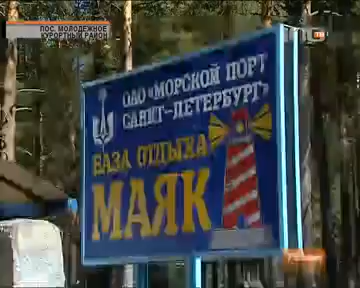 ПОС. МОЛОДЕЖНОЕ
КУРОРТНЫЙ РАЙОН
ОАО «МОРСКОЙ ПОРТ
САНКТ-ПЕТЕРБУРГ»
БАЗА ОТДЫХА
МАЯК